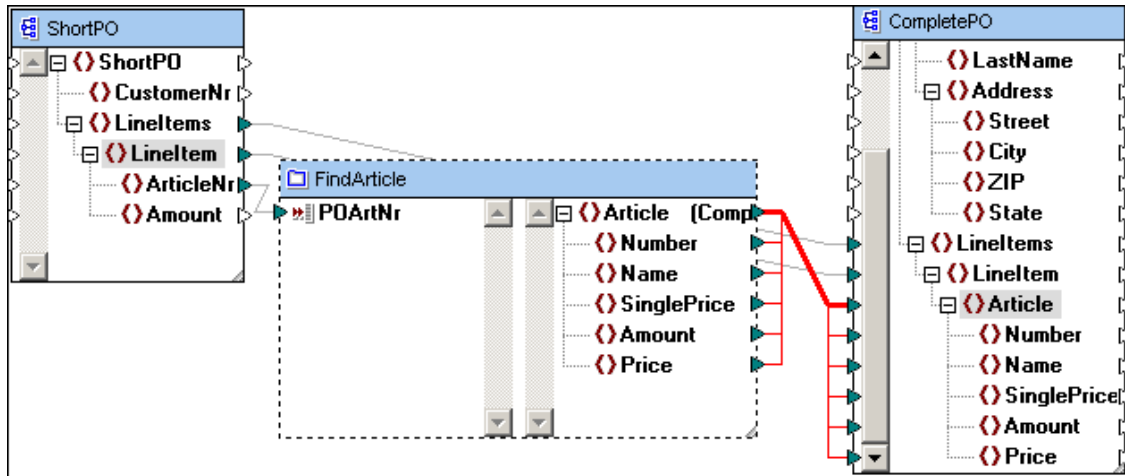 ShortPO
ShortPO
CustomerNr
LineItems
LineItem
ArticleNr
Amount
FindArticle
POArtNr
Article (Comp
Number
Name
SinglePrice
Amount
Price
CompletePO
LastName
Address
Street
City
ZIP
State
LineItems
LineItem
Article
Number
Name
SinglePrice
Amount
Price